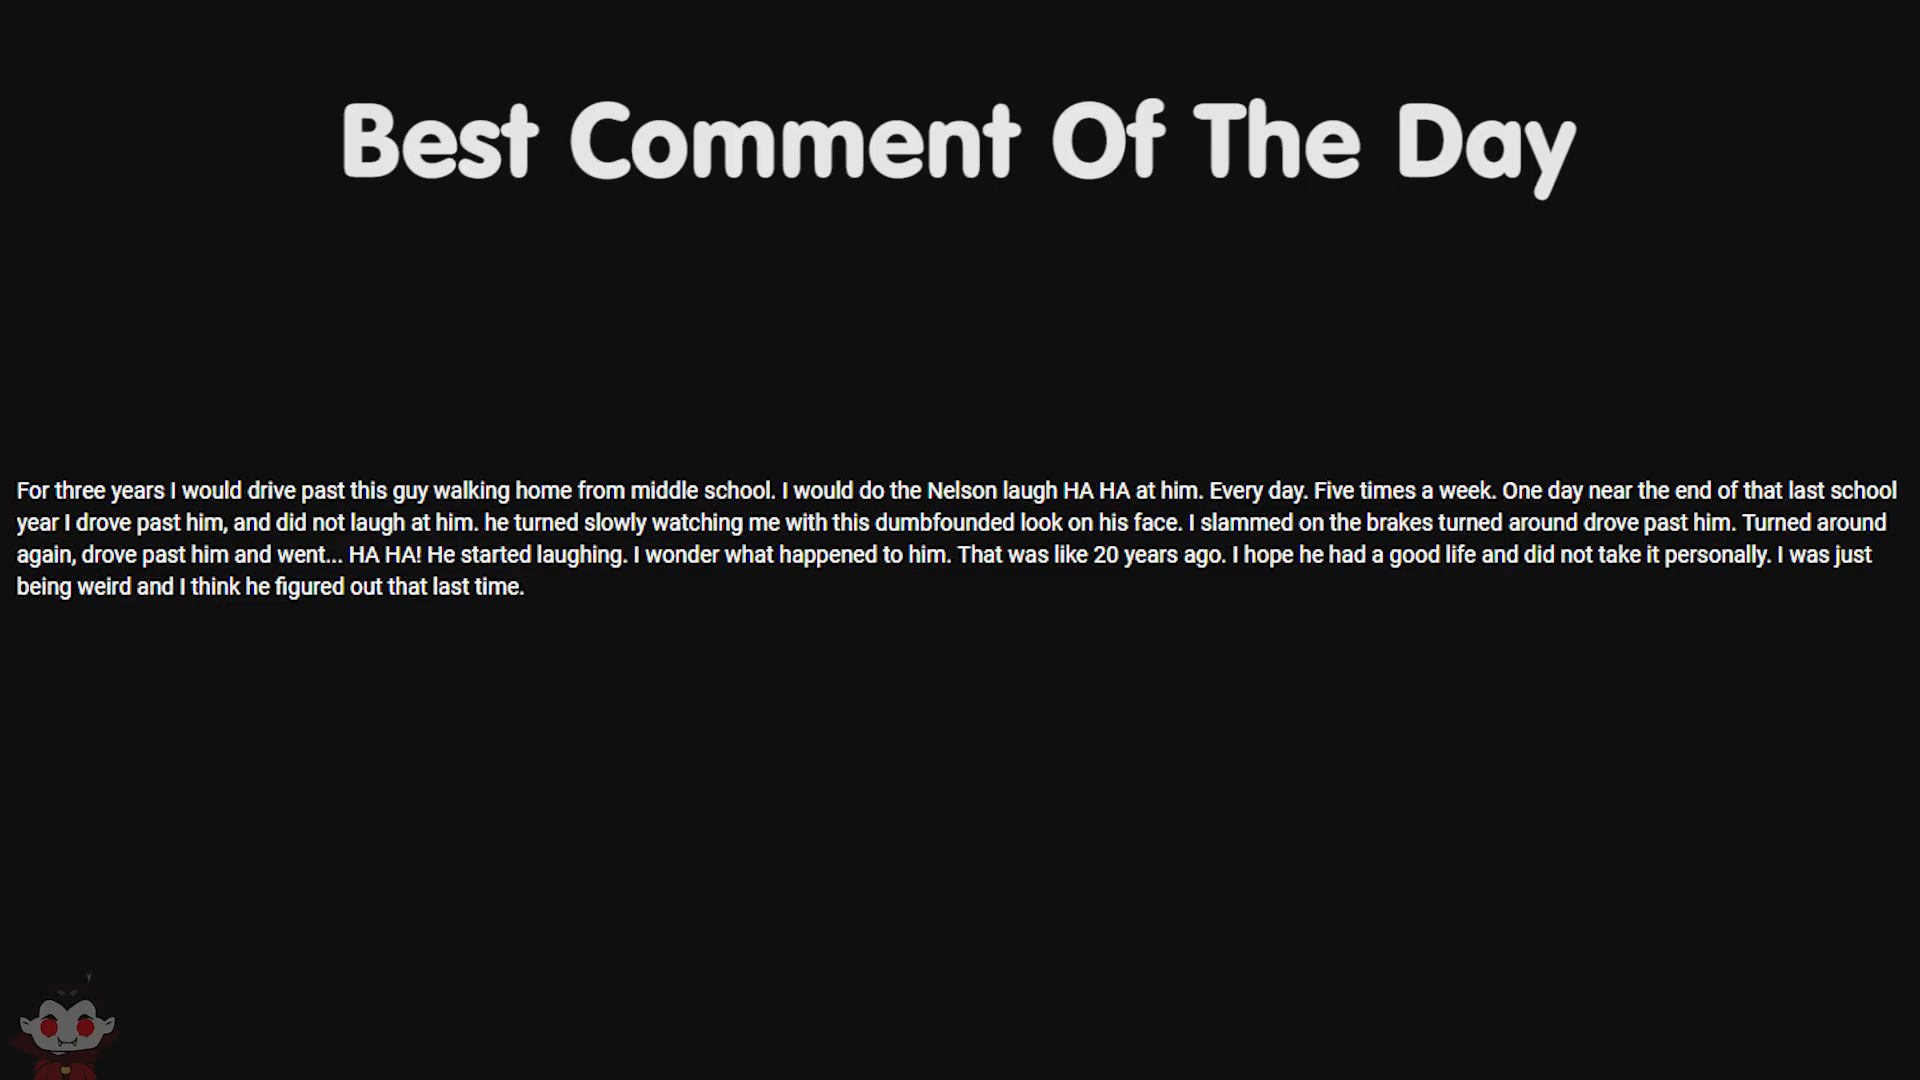 Best Comment Of The Day
For three years I would drive past this guy walking home from middle school. I would do the Nelson laugh HA HA at him. Every day. Five times a week. One day near the end of that last school
year I drove past him, and did not laugh at him. he turned slowly watching me with this dumbfounded look on his face. I slammed on the brakes turned around drove past him. Turned around
again, drove past him and went... HA HA! He started laughing. I wonder what happened to him. That was like 20 years ago. I hope he had a good life and did not take it personally. I was just
being weird and I think he figured out that last time.